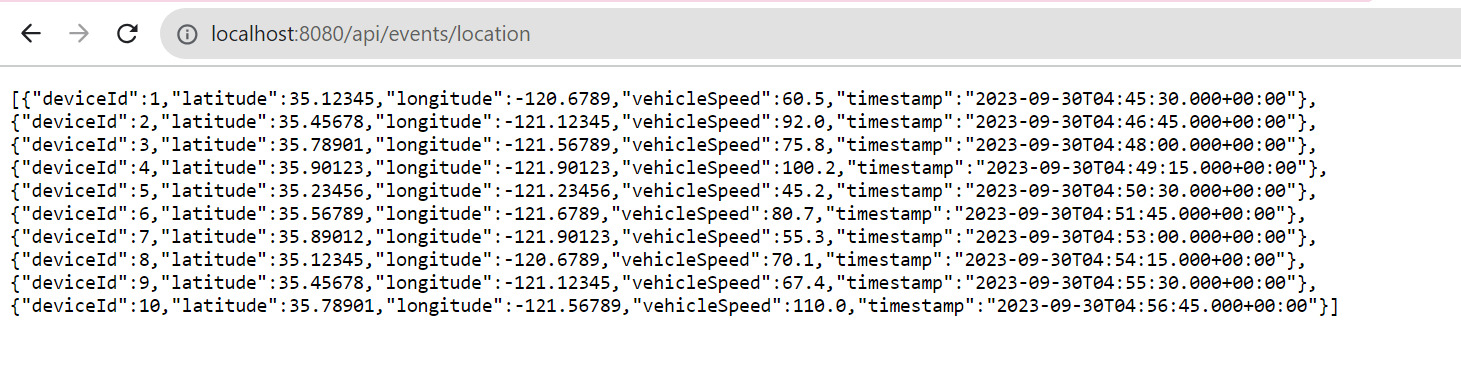 localhost:8080/api/events/location
[{"deviceId":1,"latitude":35.12345,"longitude":-120.6789,"vehicleSpeed":60.5,"timestamp":"2023-09-30T04:45:30.000+00:00"},
{"deviceId":2,"latitude":35.45678,"longitude":-121.12345,"vehicleSpeed":92.0,"timestamp":"2023-09-30T04:46:45.000+00:00"},
{"deviceId":3,"latitude":35.78901,"longitude":-121.56789,"vehicleSpeed":75.8,"timestamp":"2023-09-30T04:48:00.000+00:00"},
{"deviceId":4,"latitude":35.90123,"longitude":-121.90123,"vehicleSpeed":100.2,"timestamp":"2023-09-30T04:49:15.000+00:00"},
{"deviceId":5,"latitude":35.23456,"longitude":-121.23456,"vehicleSpeed":45.2,"timestamp":"2023-09-30T04:50:30.000+00:00"},
{"deviceId":6,"latitude":35.56789,"longitude":-121.6789,"vehicleSpeed":80.7,"timestamp":"2023-09-30T04:51:45.000+00:00"},
{"deviceId":7,"latitude":35.89012,"longitude":-121.90123,"vehicleSpeed":55.3,"timestamp":"2023-09-30T04:53:00.000+00:00"},
{"deviceId":8,"latitude":35.12345,"longitude":-120.6789,"vehicleSpeed":70.1,"timestamp":"2023-09-30T04:54:15.000+00:00"},
{"deviceId":9,"latitude":35.45678,"longitude":-121.12345,"vehicleSpeed":67.4,"timestamp":"2023-09-30T04:55:30.000+00:00"},
{"deviceId":10,"latitude":35.78901,"longitude":-121.56789,"vehicleSpeed":110.0,"timestamp":"2023-09-30T04:56:45.000+00:00"}]